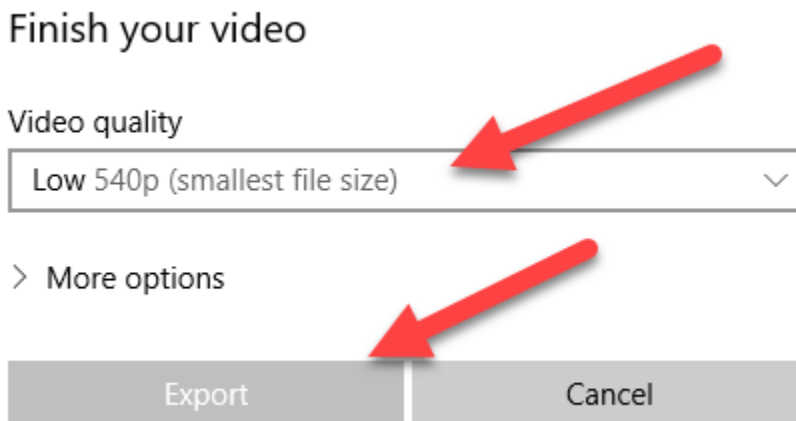 Finish your video
Video quality
Low 540p (smallest file size)
More options
Export
Cancel